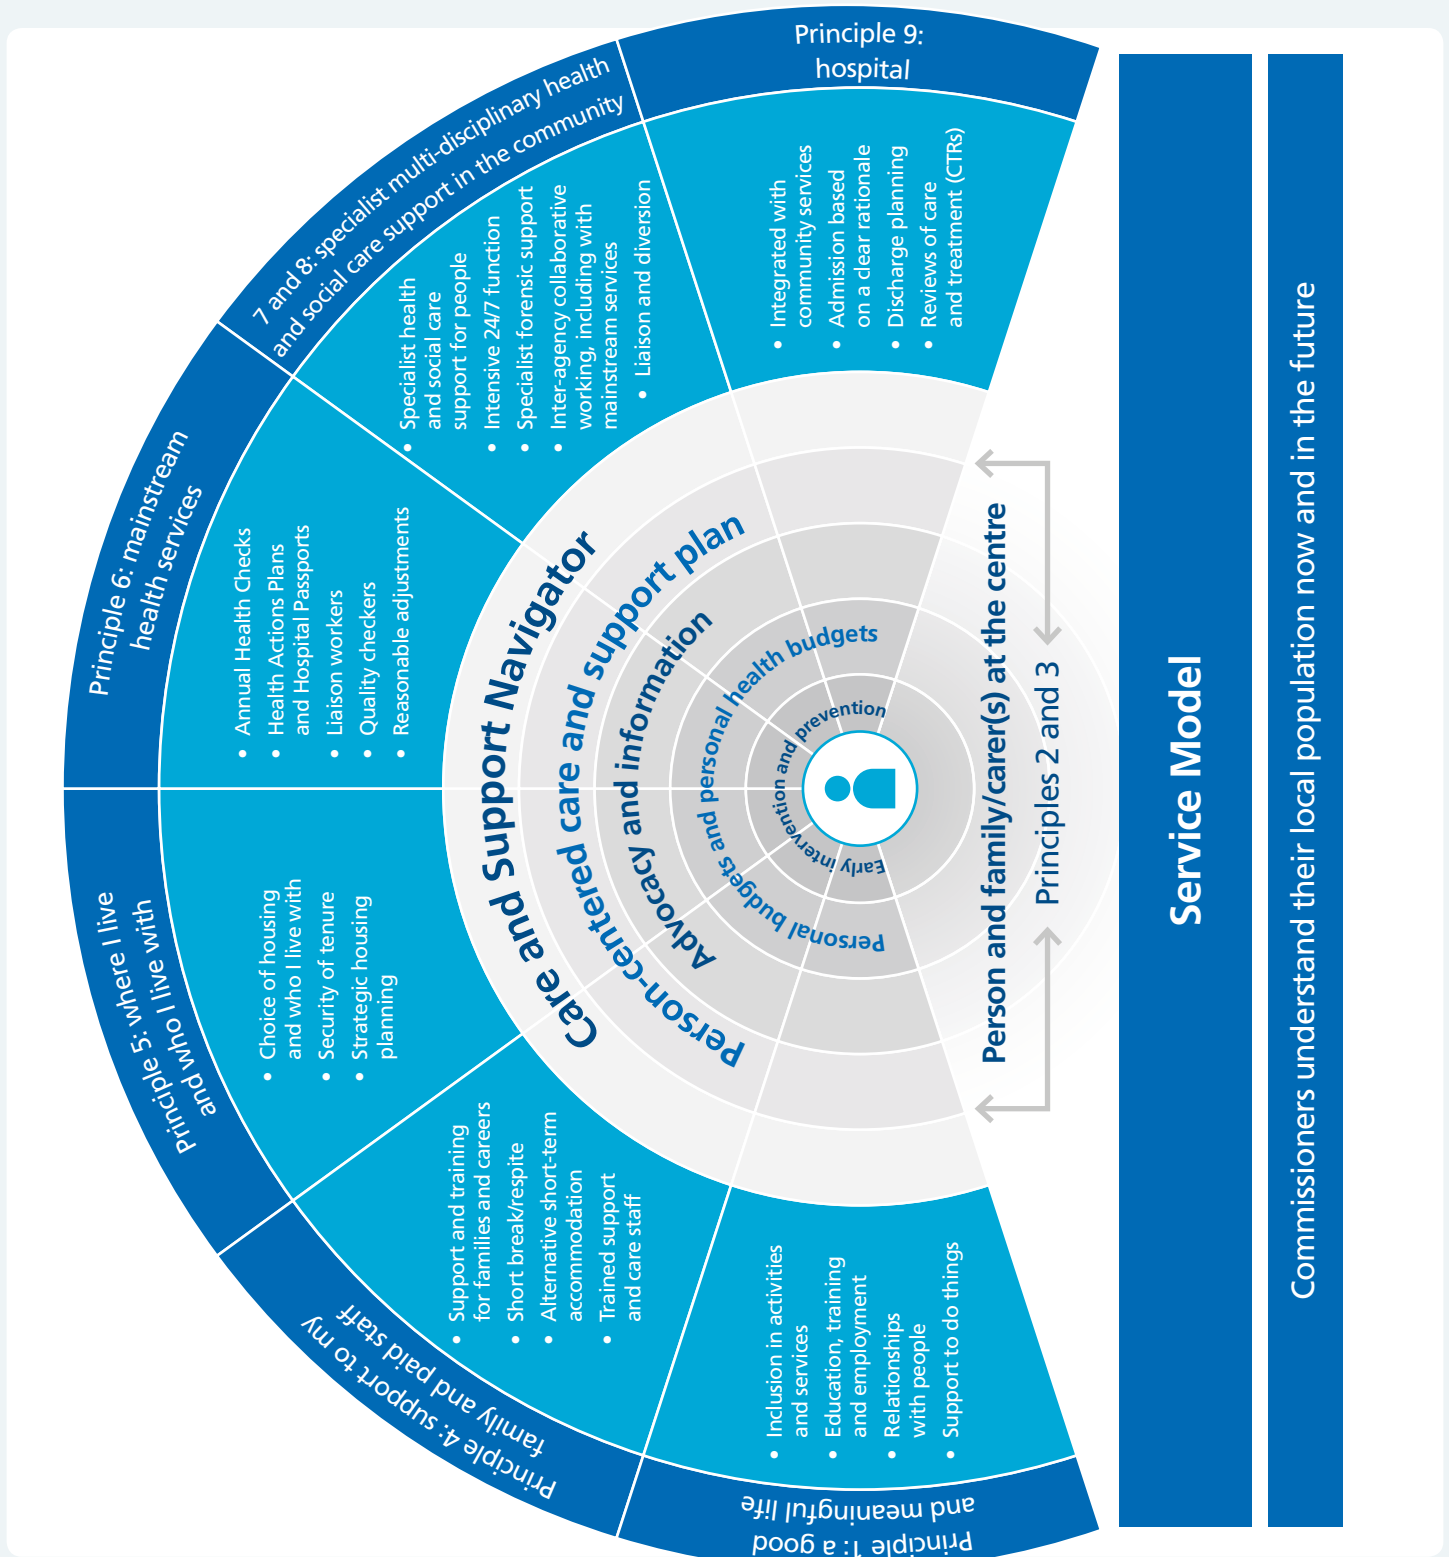 Principle 1: a good
and meaningful life
• Inclusion in activities
and services
• Education, training
and employment
• Relationships
with people
• Support to do things
Principle 4: support to my
family and paid staff
• Support and training
for families and careers
• Short break/respite
• Alternative short-term
accommodation
• Trained support
and care staff
Principle 5: where I live
and who I live with
• Choice of housing
and who I live with
• Security of tenure
• Strategic housing
planning
Principle 6: mainstream
health services
• Annual Health Checks
• Health Actions Plans
and Hospital Passports
• Liaison workers
• Quality checkers
• Reasonable adjustments
7 and 8: specialist multi-disciplinary health
and social care support in the community
• Specialist health
and social care
support for people
• Intensive 24/7 function
• Specialist forensic support
• Inter-agency collaborative
working, including with
mainstream services
• Liaison and diversion
Principle 9:
hospital
• Integrated with
community services
• Admission based
on a clear rationale
• Discharge planning
• Reviews of care
and treatment (CTRs)
Care and Support Navigator
Person-centered care and support plan
Advocacy and information
Personal budgets and personal health budgets
Early intervention and prevention
Person and family/carer(s) at the centre
Principles 2 and 3
Service Model
Commissioners understand their local population now and in the future